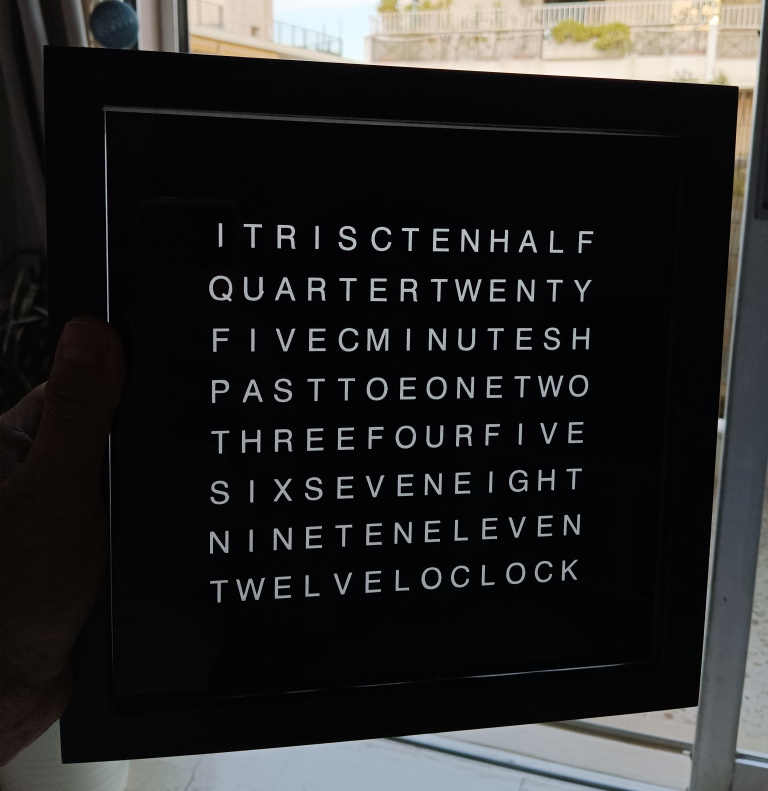 ITRISCTENHALF
QUARTERTWENTY
FIVECMINUTESH
PASTTOEONETWO
THREEFOURFIVE
SIXSEVENEIGHT
NINETENELEVEN
TWELVELOCLOCK